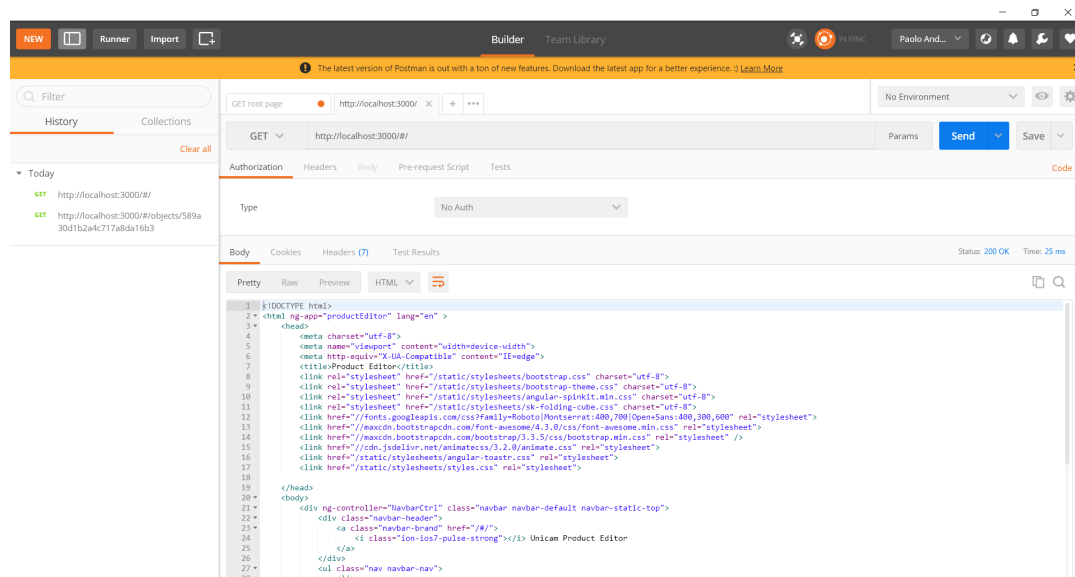 NEW Runner Import Builder Team Library IN SYNC Paolo And...
The latest version of Postman is out with a ton of new features. Download the latest app for a better experience. :) Learn More
Filter
History Collections
Clear all
Today
GET http://localhost:3000/#/
GET http://localhost:3000/#/objects/589a
30d1b2a4c717a8da16b3
GET root page http://localhost:3000/ No Environment
GET http://localhost:3000/#/ Params Send Save
Authorization Headers Body Pre-request Script Tests Code
Type No Auth
Body Cookies Headers (7) Test Results Status: 200 OK Time: 25 ms
Pretty Raw Preview HTML
1 <!DOCTYPE html>
2 <html ng-app="productEditor" lang="en" >
3 <head>
4 <meta charset="utf-8">
5 <meta name="viewport" content="width=device-width">
6 <meta http-equiv="X-UA-Compatible" content="IE=edge">
7 <title>Product Editor</title>
8 <link rel="stylesheet" href="/static/stylesheets/bootstrap.css" charset="utf-8">
9 <link rel="stylesheet" href="/static/stylesheets/bootstrap-theme.css" charset="utf-8">
10 <link rel="stylesheet" href="/static/stylesheets/angular-spinkit.min.css" charset="utf-8">
11 <link rel="stylesheet" href="/static/stylesheets/sk-folding-cube.css" charset="utf-8">
12 <link href="//fonts.googleapis.com/css?family=Roboto|Montserrat:400,700|Open+Sans:400,300,600" rel="stylesheet">
13 <link href="//maxcdn.bootstrapcdn.com/font-awesome/4.3.0/css/font-awesome.min.css" rel="stylesheet">
14 <link href="//maxcdn.bootstrapcdn.com/bootstrap/3.3.5/css/bootstrap.min.css" rel="stylesheet" />
15 <link href="//cdn.jsdelivr.net/animatecss/3.2.0/animate.css" rel="stylesheet">
16 <link href="/static/stylesheets/angular-toastr.css" rel="stylesheet">
17 <link href="/static/stylesheets/styles.css" rel="stylesheet">
18
19 </head>
20 <body>
21 <div ng-controller="NavbarCtrl" class="navbar navbar-default navbar-static-top">
22 <div class="navbar-header">
23 <a class="navbar-brand" href="/#/">
24 <i class="ion-ios7-pulse-strong"></i> Unicam Product Editor
25 </a>
26 </div>
27 <ul class="nav navbar-nav">